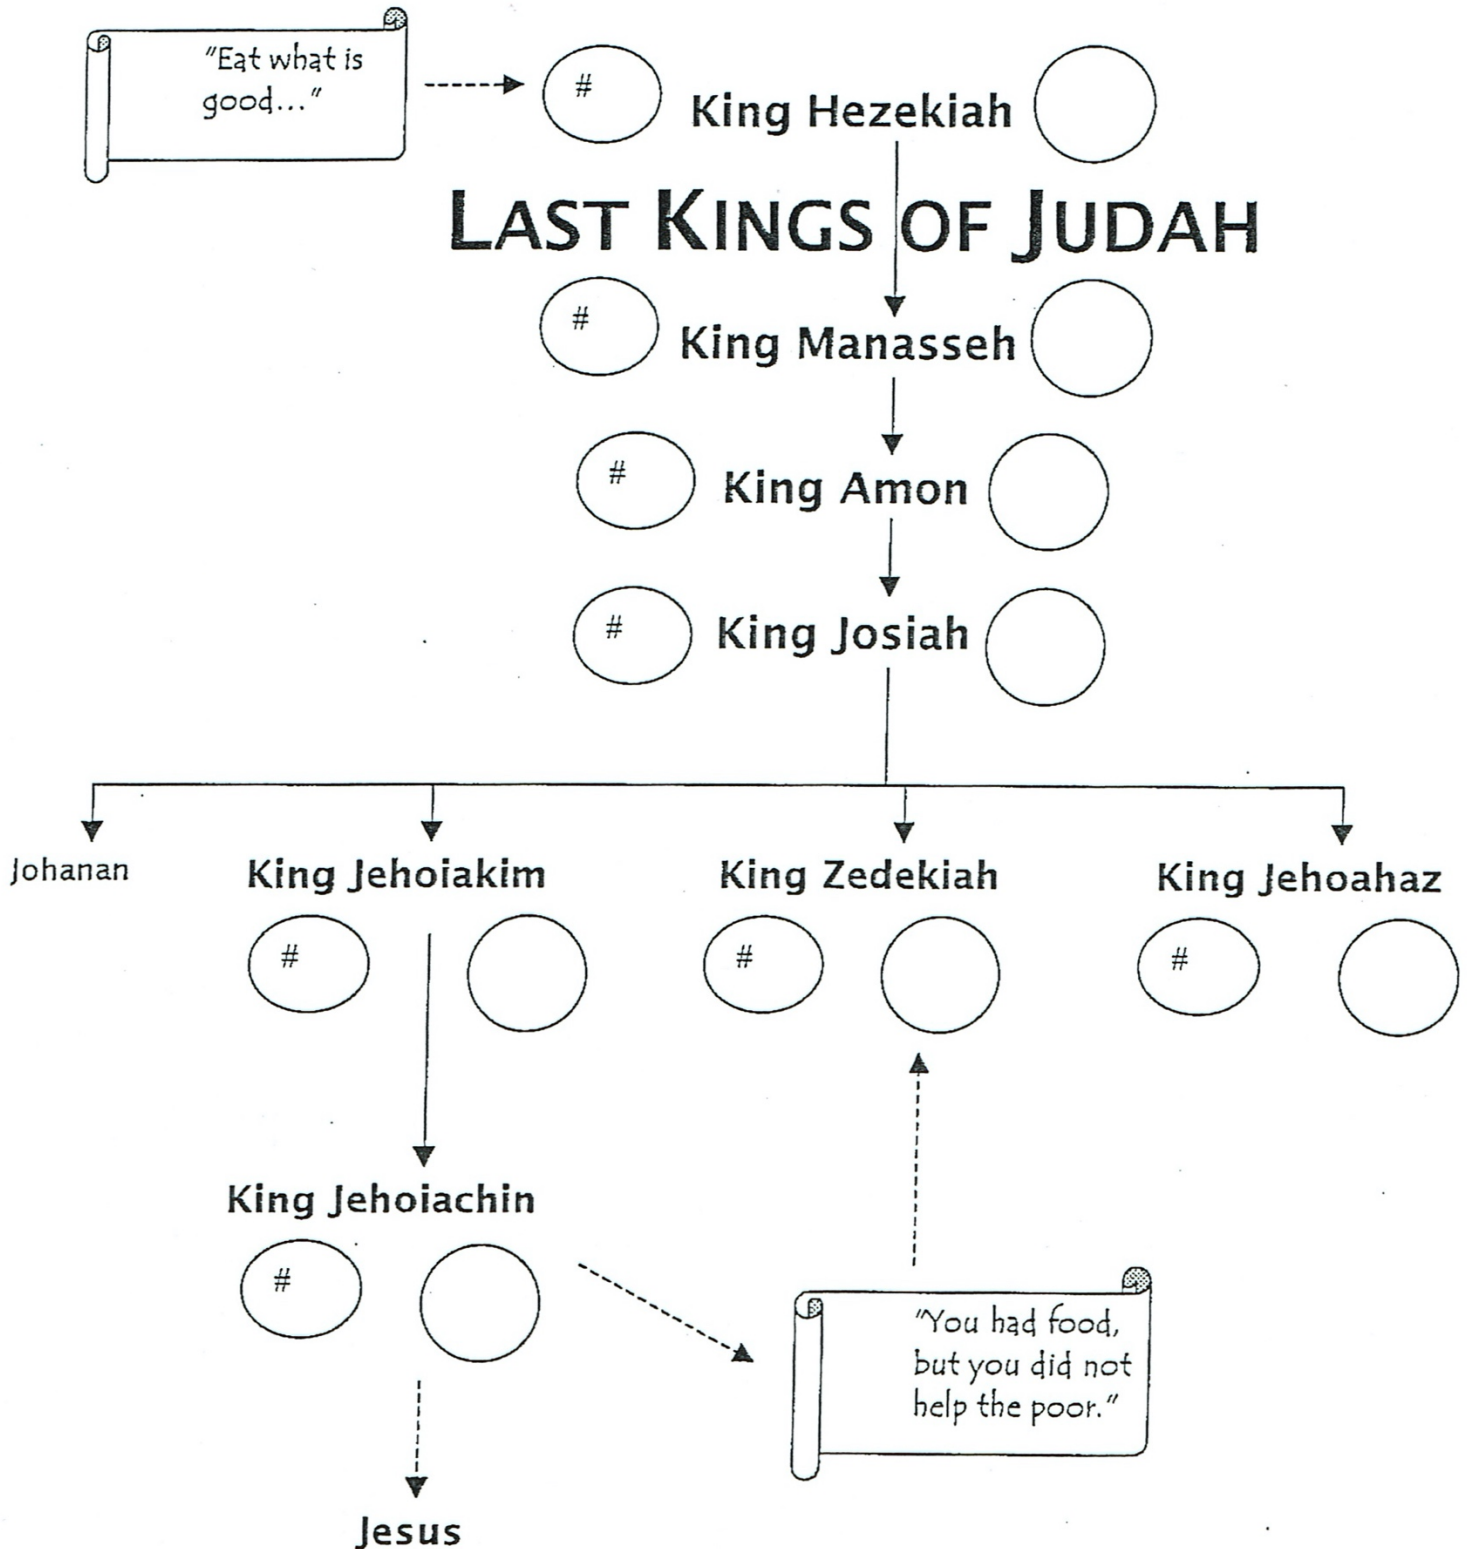 "Eat what is
good..."
#
King Hezekiah
LAST KINGS OF JUDAH
#
King Manasseh
#
King Amon
#
King Josiah
Johanan
King Jehoiakim
King Zedekiah
King Jehoahaz
#
#
#
King Jehoiachin
#
"You had food,
but you did not
help the poor."
Jesus